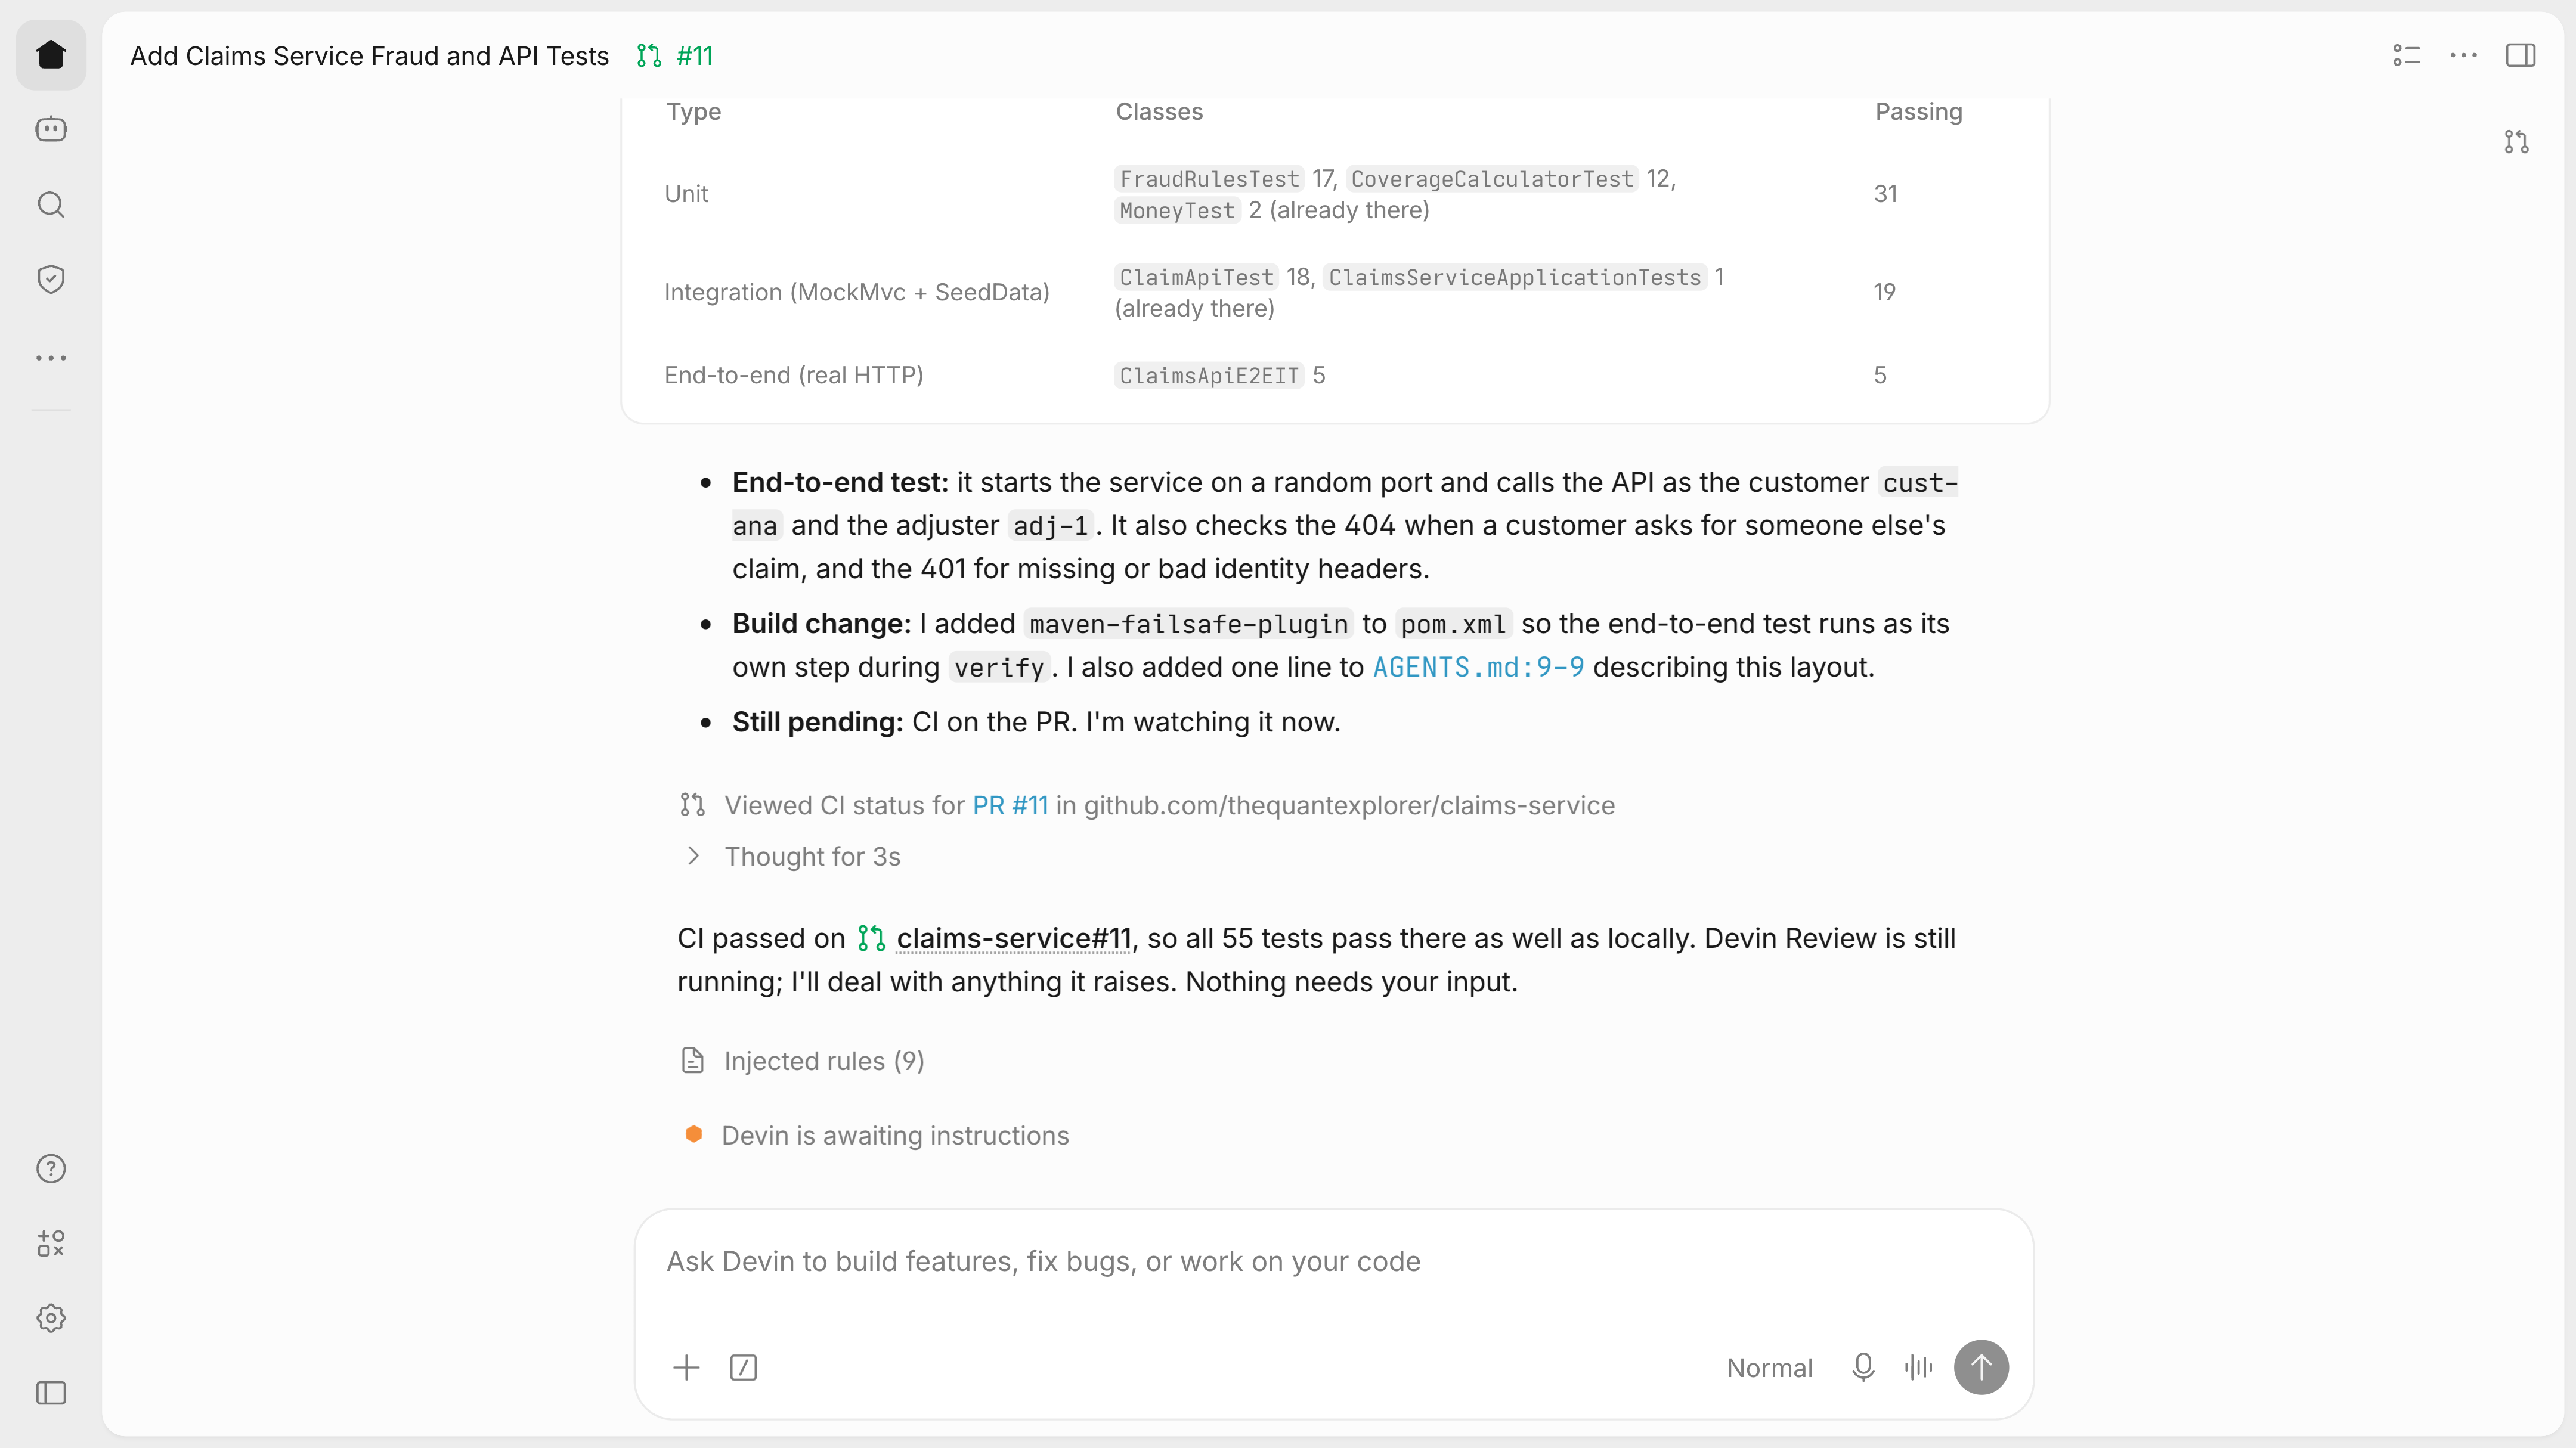 Add Claims Service Fraud and API Tests #11
Type Classes Passing
Unit FraudRulesTest 17, CoverageCalculatorTest 12, 31
MoneyTest 2 (already there)
Integration (MockMvc + SeedData) ClaimApiTest 18, ClaimsServiceApplicationTests 1 19
(already there)
End-to-end (real HTTP) ClaimsApiE2EIT 5 5
• End-to-end test: it starts the service on a random port and calls the API as the customer cust-
ana and the adjuster adj-1. It also checks the 404 when a customer asks for someone else's
claim, and the 401 for missing or bad identity headers.
• Build change: I added maven-failsafe-plugin to pom.xml so the end-to-end test runs as its
own step during verify. I also added one line to AGENTS.md:9-9 describing this layout.
• Still pending: CI on the PR. I'm watching it now.
Viewed CI status for PR #11 in github.com/thequantexplorer/claims-service
Thought for 3s
CI passed on claims-service#11, so all 55 tests pass there as well as locally. Devin Review is still
running; I'll deal with anything it raises. Nothing needs your input.
Injected rules (9)
Devin is awaiting instructions
Ask Devin to build features, fix bugs, or work on your code
Normal